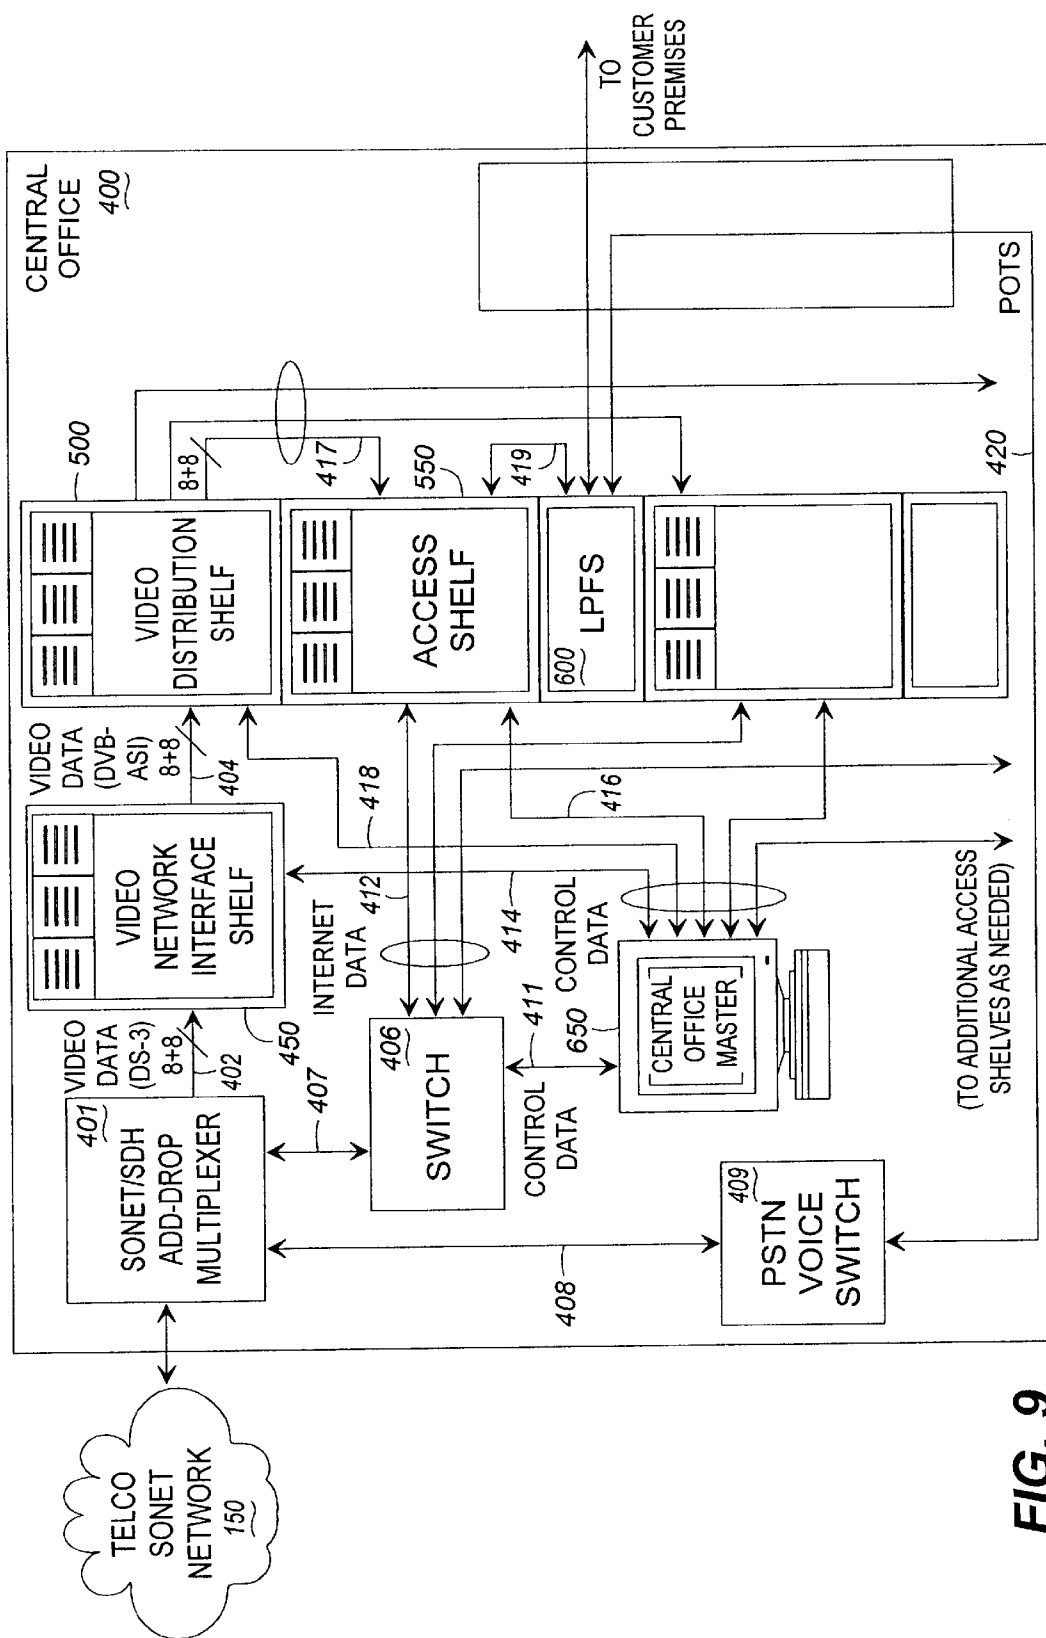 CENTRAL
OFFICE
400
TELCO
SONET
NETWORK
150
401
SONET/SDH
ADD-DROP
MULTIPLEXER
VIDEO
DATA
(DS-3)
8+8
402
VIDEO
NETWORK
INTERFACE
SHELF
450
VIDEO
DATA
(DVB-
ASI)
8+8
404
VIDEO
DISTRIBUTION
SHELF
500
8+8
417
407
406
SWITCH
INTERNET
DATA
412
418
414
416
ACCESS
SHELF
550
419
600
LPFS
TO
CUSTOMER
PREMISES
CONTROL
DATA
411
650
CONTROL
DATA
CENTRAL
OFFICE
MASTER
408
409
PSTN
VOICE
SWITCH
(TO ADDITIONAL ACCESS
SHELVES AS NEEDED)
420
POTS
FIG. 9